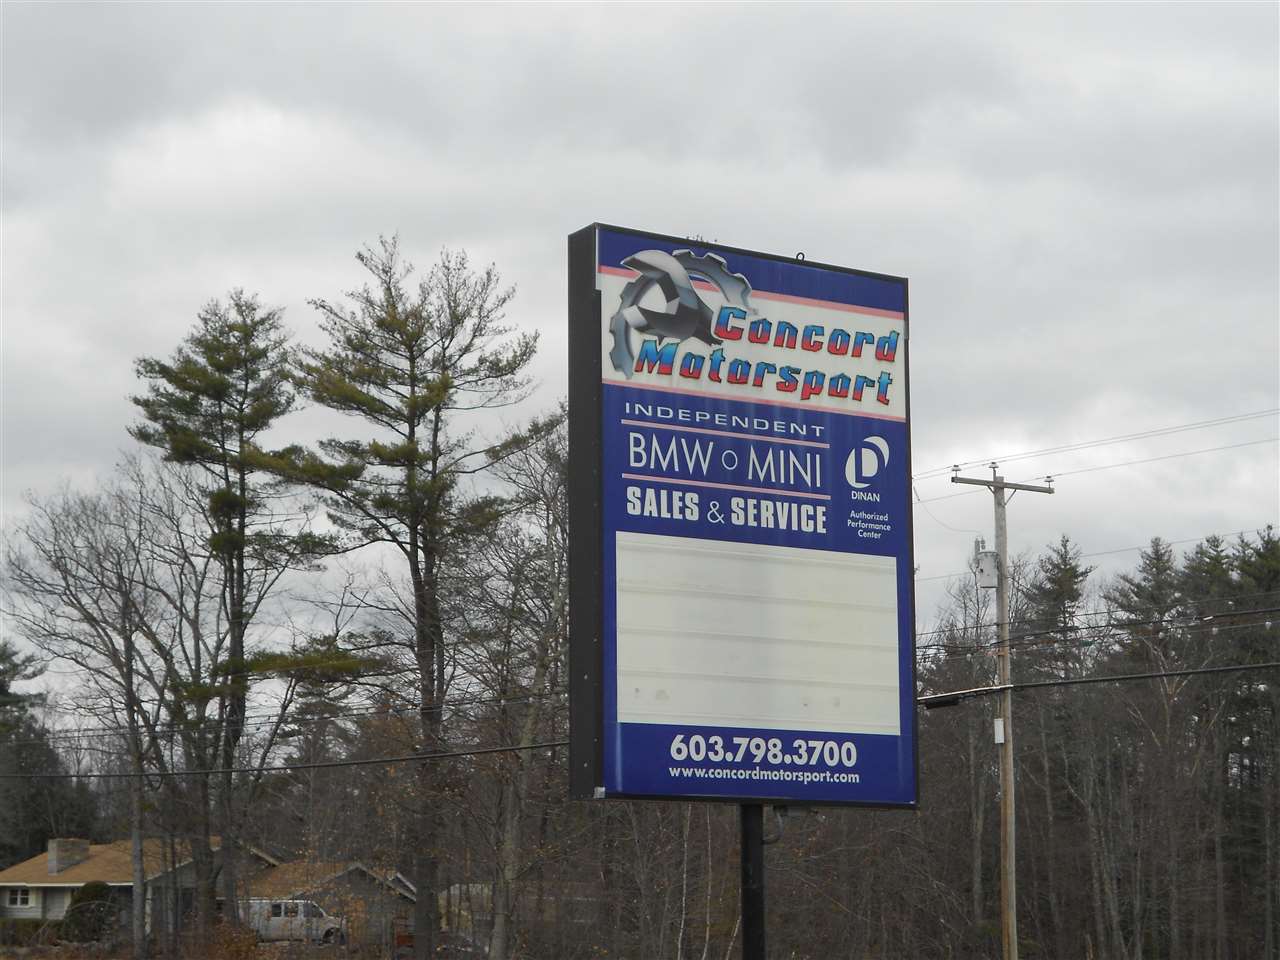 Concord
Motorsport
INDEPENDENT
BMW o MINI
SALES & SERVICE
DINAN
Authorized
Performance
Center
603.798.3700
www.concordmotorsport.com